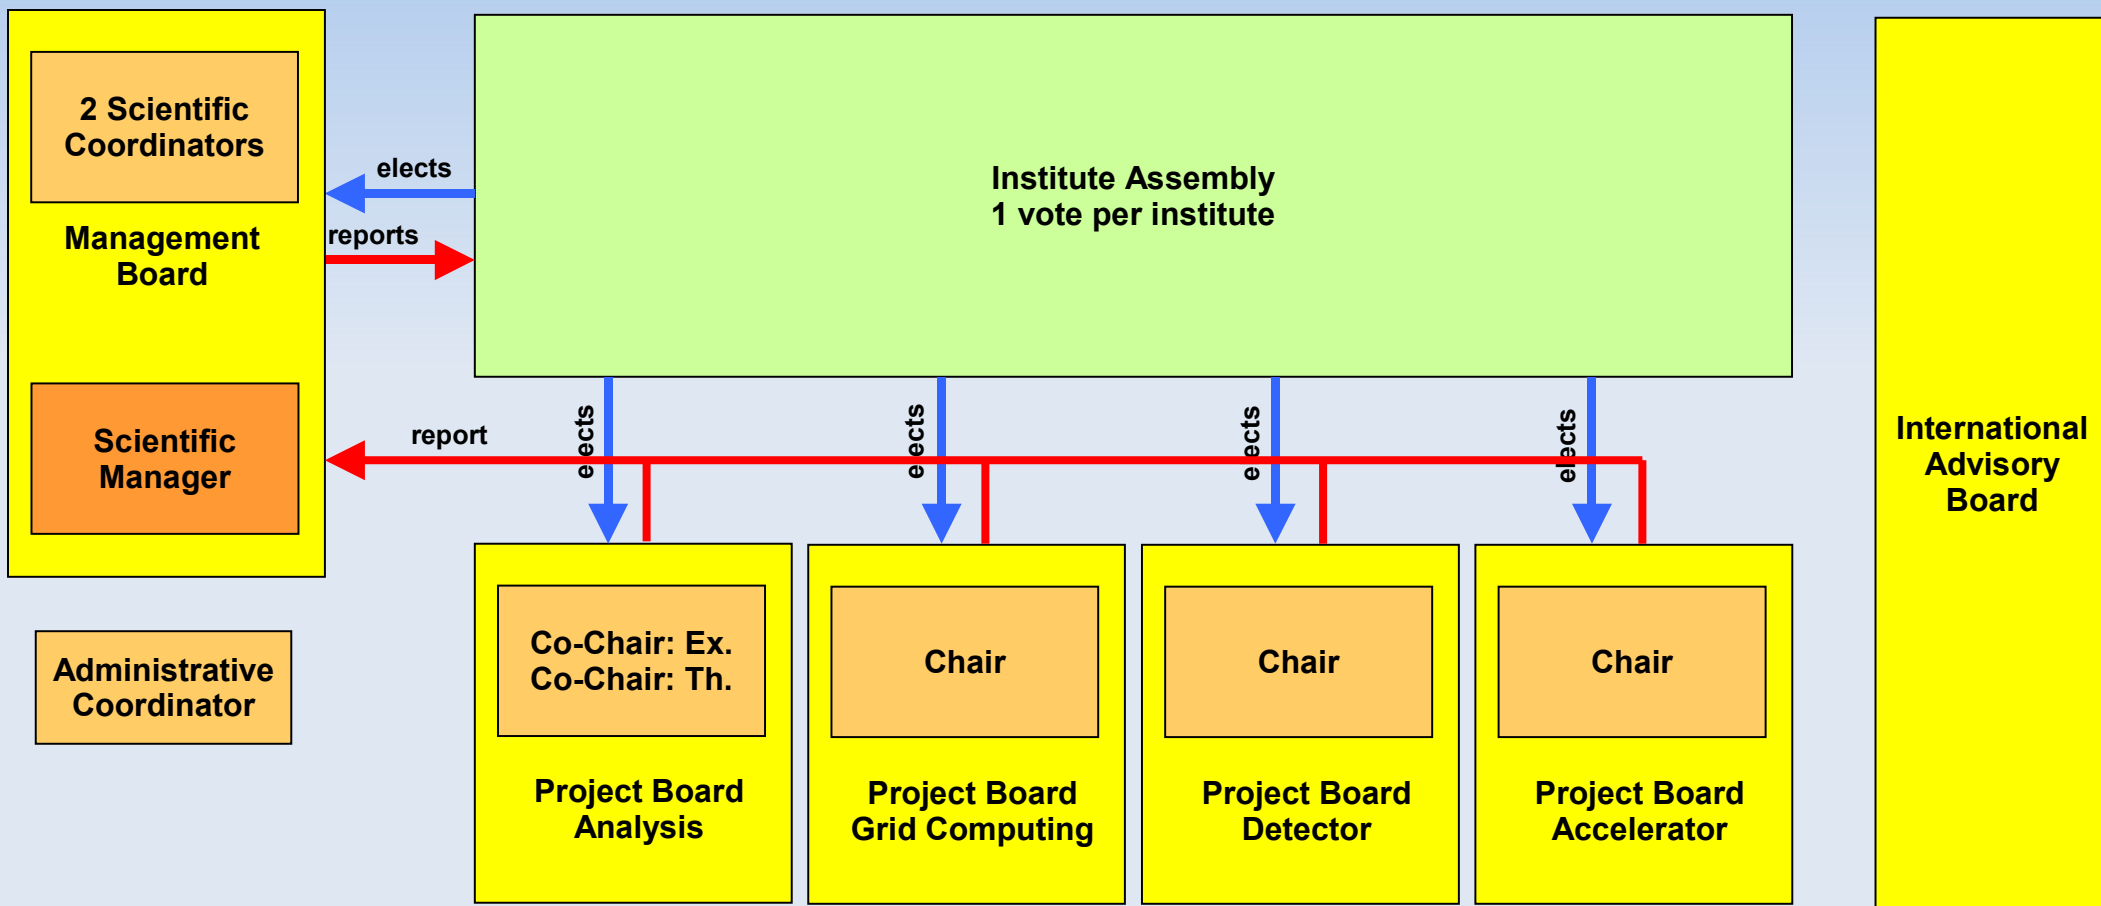 2 Scientific
Coordinators
Management
Board
Scientific
Manager
Administrative
Coordinator
elects
reports
report
Institute Assembly
1 vote per institute
elects
elects
elects
elects
Co-Chair: Ex.
Co-Chair: Th.
Project Board
Analysis
Chair
Project Board
Grid Computing
Chair
Project Board
Detector
Chair
Project Board
Accelerator
International
Advisory
Board